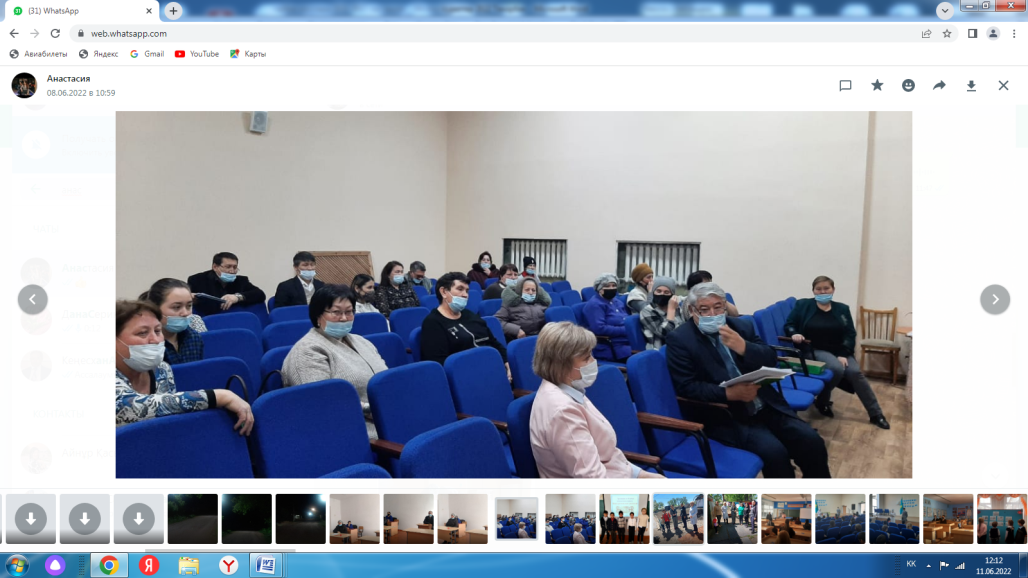 (31) WhatsApp
web.whatsapp.com
Авиабилеты Яндекс Gmail YouTube Карты
Анастасия
08.06.2022 в 10:59
KK
12:12
11.06.2022